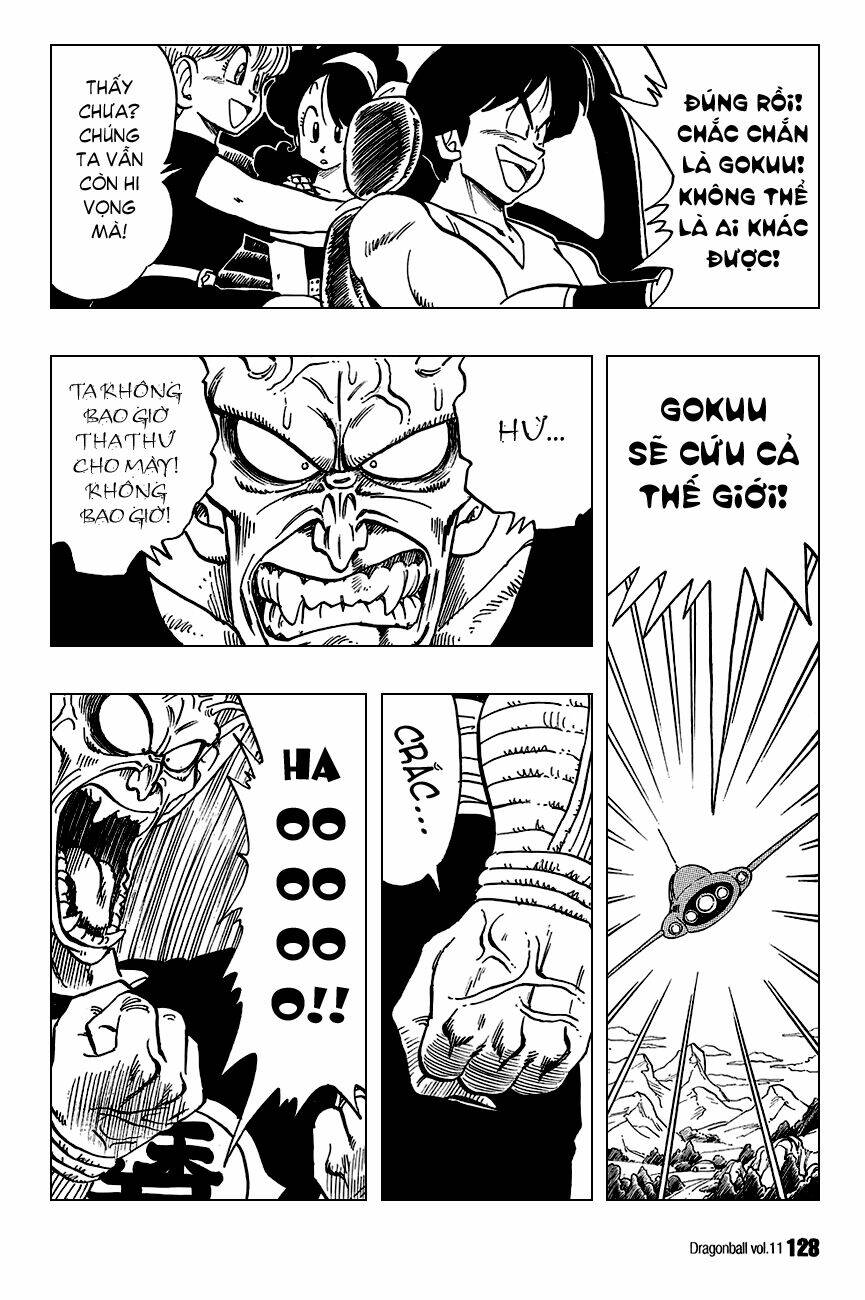 ĐÚNG RỒI!
CHẮC CHẮN
LÀ GOKUU!
KHÔNG THỂ
LÀ AI KHÁC
ĐƯỢC!
THẤY
CHƯA?
CHÚNG
TA VẪN
CÒN HI
VỌNG
MÀ!
GOKUU
SẼ CỨU CẢ
THẾ GIỚI!
HỪ...
TA KHÔNG
BAO GIỜ
THA THƯ
CHO MÀY!
KHÔNG
BAO GIỜ!
CRẮC...
HA
OO
OO
OO
O!!
Dragonball vol.11 128